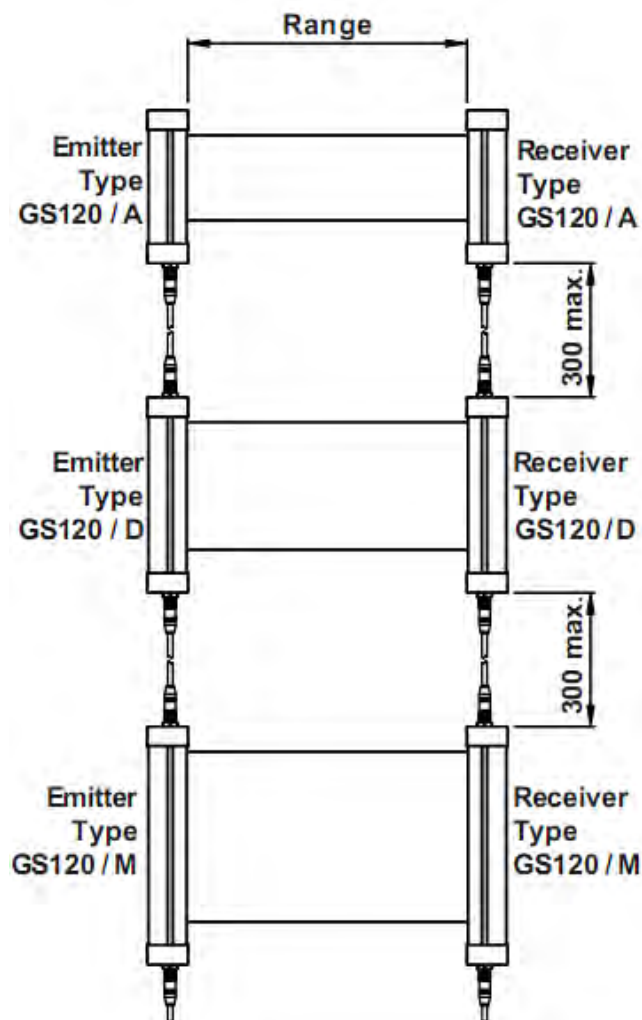 Range
Emitter
Type
GS120 / A
Receiver
Type
GS120 / A
300 max.
Emitter
Type
GS120 / D
Receiver
Type
GS120/D
300 max.
Emitter
Type
GS120 / M
Receiver
Type
GS120 / M